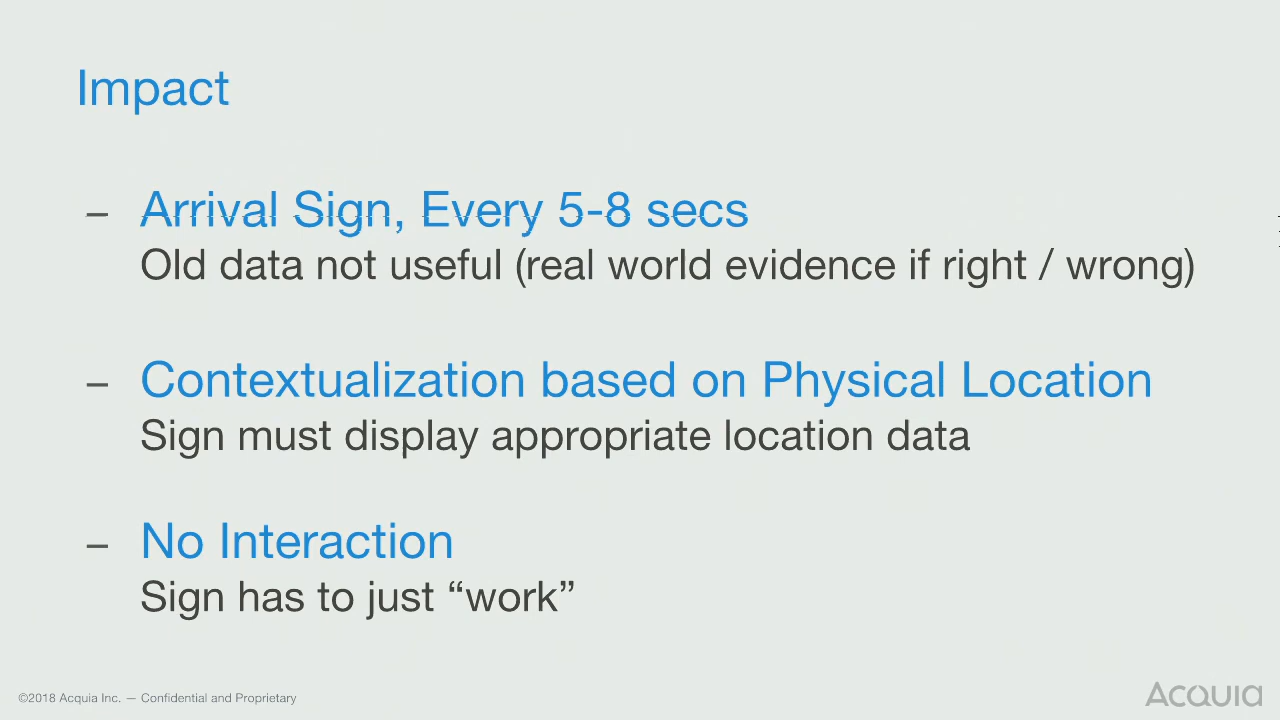 Impact
– Arrival Sign, Every 5-8 secs
Old data not useful (real world evidence if right / wrong)
– Contextualization based on Physical Location
Sign must display appropriate location data
– No Interaction
Sign has to just “work”
©2018 Acquia Inc. — Confidential and Proprietary
Acquia